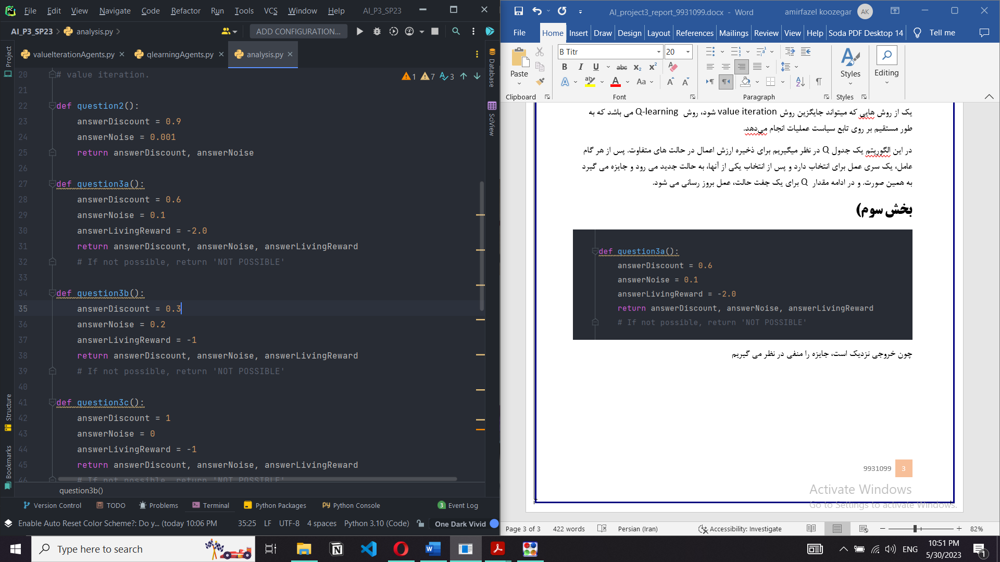 File Edit View Navigate Code Refactor Run Tools VCS Window Help AI_P3_SP23
AI_P3_SP23 analysis.py ADD CONFIGURATION...
valueIterationAgents.py qlearningAgents.py analysis.py
Project
Structure
Bookmarks
Database
SciView
1 7 3
20 # value iteration.
21
22 def question2():
23 answerDiscount = 0.9
24 answerNoise = 0.001
25 return answerDiscount, answerNoise
26
27 def question3a():
28 answerDiscount = 0.6
29 answerNoise = 0.1
30 answerLivingReward = -2.0
31 return answerDiscount, answerNoise, answerLivingReward
32 # If not possible, return 'NOT POSSIBLE'
33
34 def question3b():
35 answerDiscount = 0.3
36 answerNoise = 0.2
37 answerLivingReward = -1
38 return answerDiscount, answerNoise, answerLivingReward
39 # If not possible, return 'NOT POSSIBLE'
40
41 def question3c():
42 answerDiscount = 1
43 answerNoise = 0
44 answerLivingReward = -1
45 return answerDiscount, answerNoise, answerLivingReward
46 # If not possible, return 'NOT POSSIBLE'
question3b()
Version Control TODO Problems Terminal Python Packages Python Console 3 Event Log
Enable Auto Reset Color Scheme?: Do y... (today 10:06 PM 35:25 LF UTF-8 4 spaces Python 3.10 (Code) One Dark Vivid
AI_project3_report_9931099.docx - Word amirfazel koozegar AK
File Home Insert Draw Design Layout References Mailings Review View Help Soda PDF Desktop 14 Tell me
B Titr 20
Paste Styles Editing
Clipboard Font Paragraph Styles
یک از روش هایی که میتواند جایگزین روش value iteration شود، روش Q-learning می باشد که به
طور مستقیم بر روی تابع سیاست عملیات انجام می‌دهد.
در این الگوریتم یک جدول Q در نظر میگیریم برای ذخیره ارزش اعمال در حالت های متفاوت. پس از هر گام
عامل، یک سری عمل برای انتخاب دارد و پس از انتخاب یکی از آنها، به حالت جدید می رود و جایزه می گیرد
به همین صورت. و در ادامه مقدار Q برای یک جفت حالت، عمل بروز رسانی می شود.
بخش سوم)
def question3a():
answerDiscount = 0.6
answerNoise = 0.1
answerLivingReward = -2.0
return answerDiscount, answerNoise, answerLivingReward
# If not possible, return 'NOT POSSIBLE'
چون خروجی نزدیک است، جایزه را منفی در نظر می گیریم
9931099 3
Activate Windows
Go to Settings to activate Windows.
Page 3 of 3 422 words Persian (Iran) Accessibility: Investigate 82%
Type here to search ENG 10:51 PM
5/30/2023 1